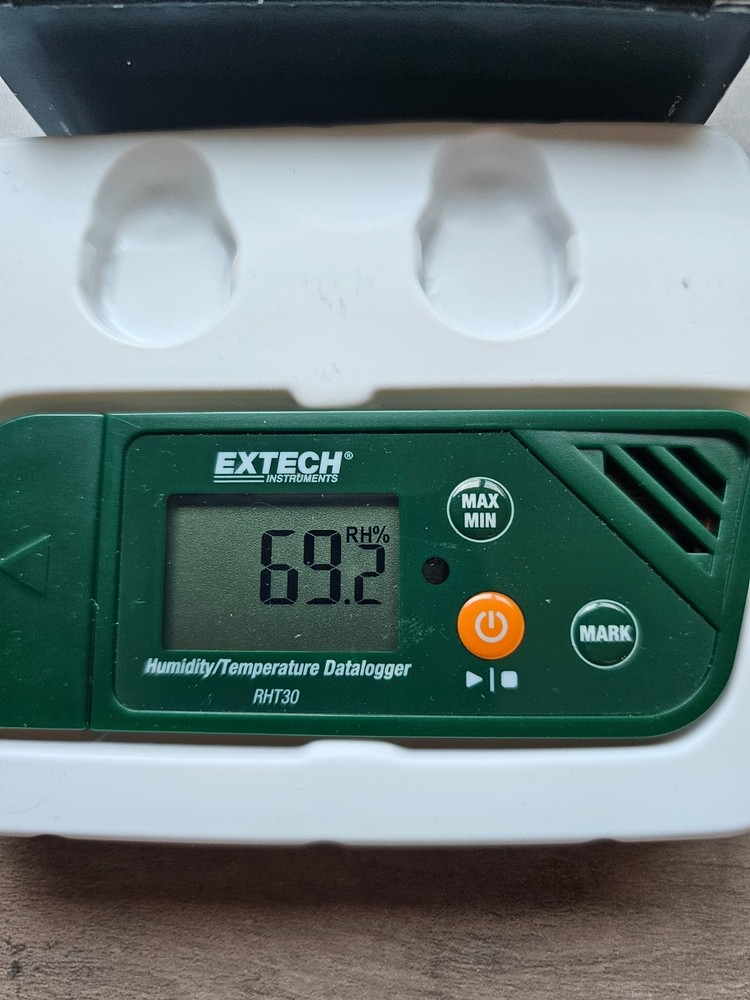 EXTECH®
INSTRUMENTS
RH%
69.2
MAX
MIN
MARK
Humidity/Temperature Datalogger
RHT30